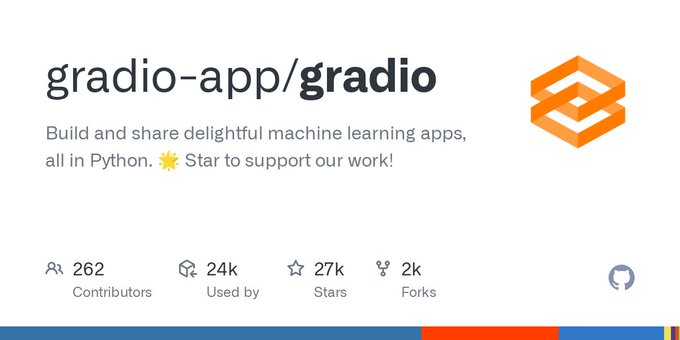 gradio-app/gradio
Build and share delightful machine learning apps,
all in Python. 🌟 Star to support our work!
262
Contributors
24k
Used by
27k
Stars
2k
Forks